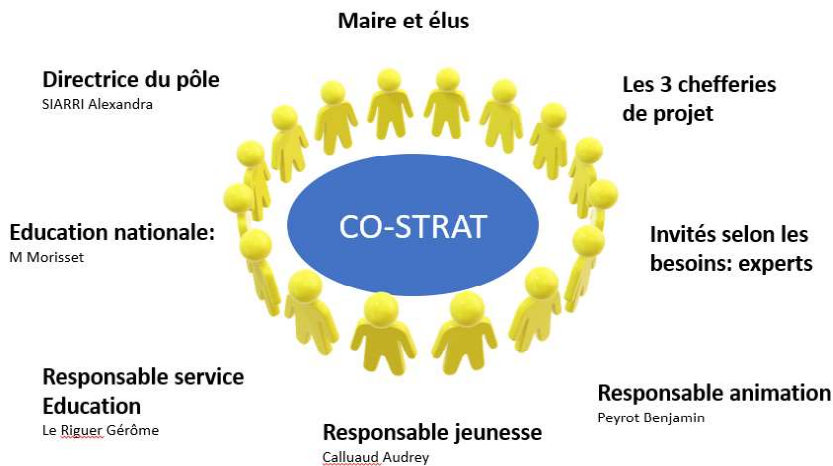 Maire et élus
Directrice du pôle
SIARRI Alexandra
Les 3 chefferies
de projet
CO-STRAT
Education nationale:
M Morisset
Invités selon les
besoins: experts
Responsable service
Education
Le Riguer Gérôme
Responsable jeunesse
Calluaud Audrey
Responsable animation
Peyrot Benjamin